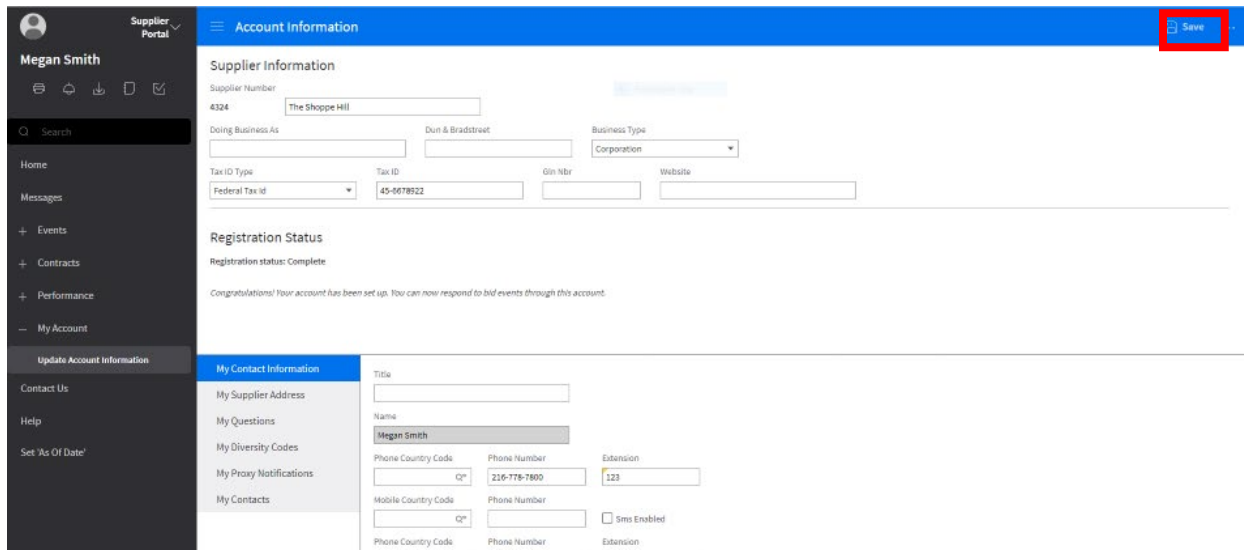 Supplier
Portal
Megan Smith
Search
Home
Messages
+ Events
+ Contracts
+ Performance
— My Account
Update Account Information
Contact Us
Help
Set 'As Of Date'
Account Information
Save
Supplier Information
Supplier Number
4324 The Shoppe Hill
Doing Business As Dun & Bradstreet Business Type
Corporation
Tax ID Type Tax ID Gln Nbr Website
Federal Tax Id 45-6678922
Registration Status
Registration status: Complete
Congratulations! Your account has been set up. You can now respond to bid events through this account.
My Contact Information
My Supplier Address
My Questions
My Diversity Codes
My Proxy Notifications
My Contacts
Title
Name
Megan Smith
Phone Country Code Phone Number Extension
216-778-7800 123
Mobile Country Code Phone Number
Sms Enabled
Phone Country Code Phone Number Extension